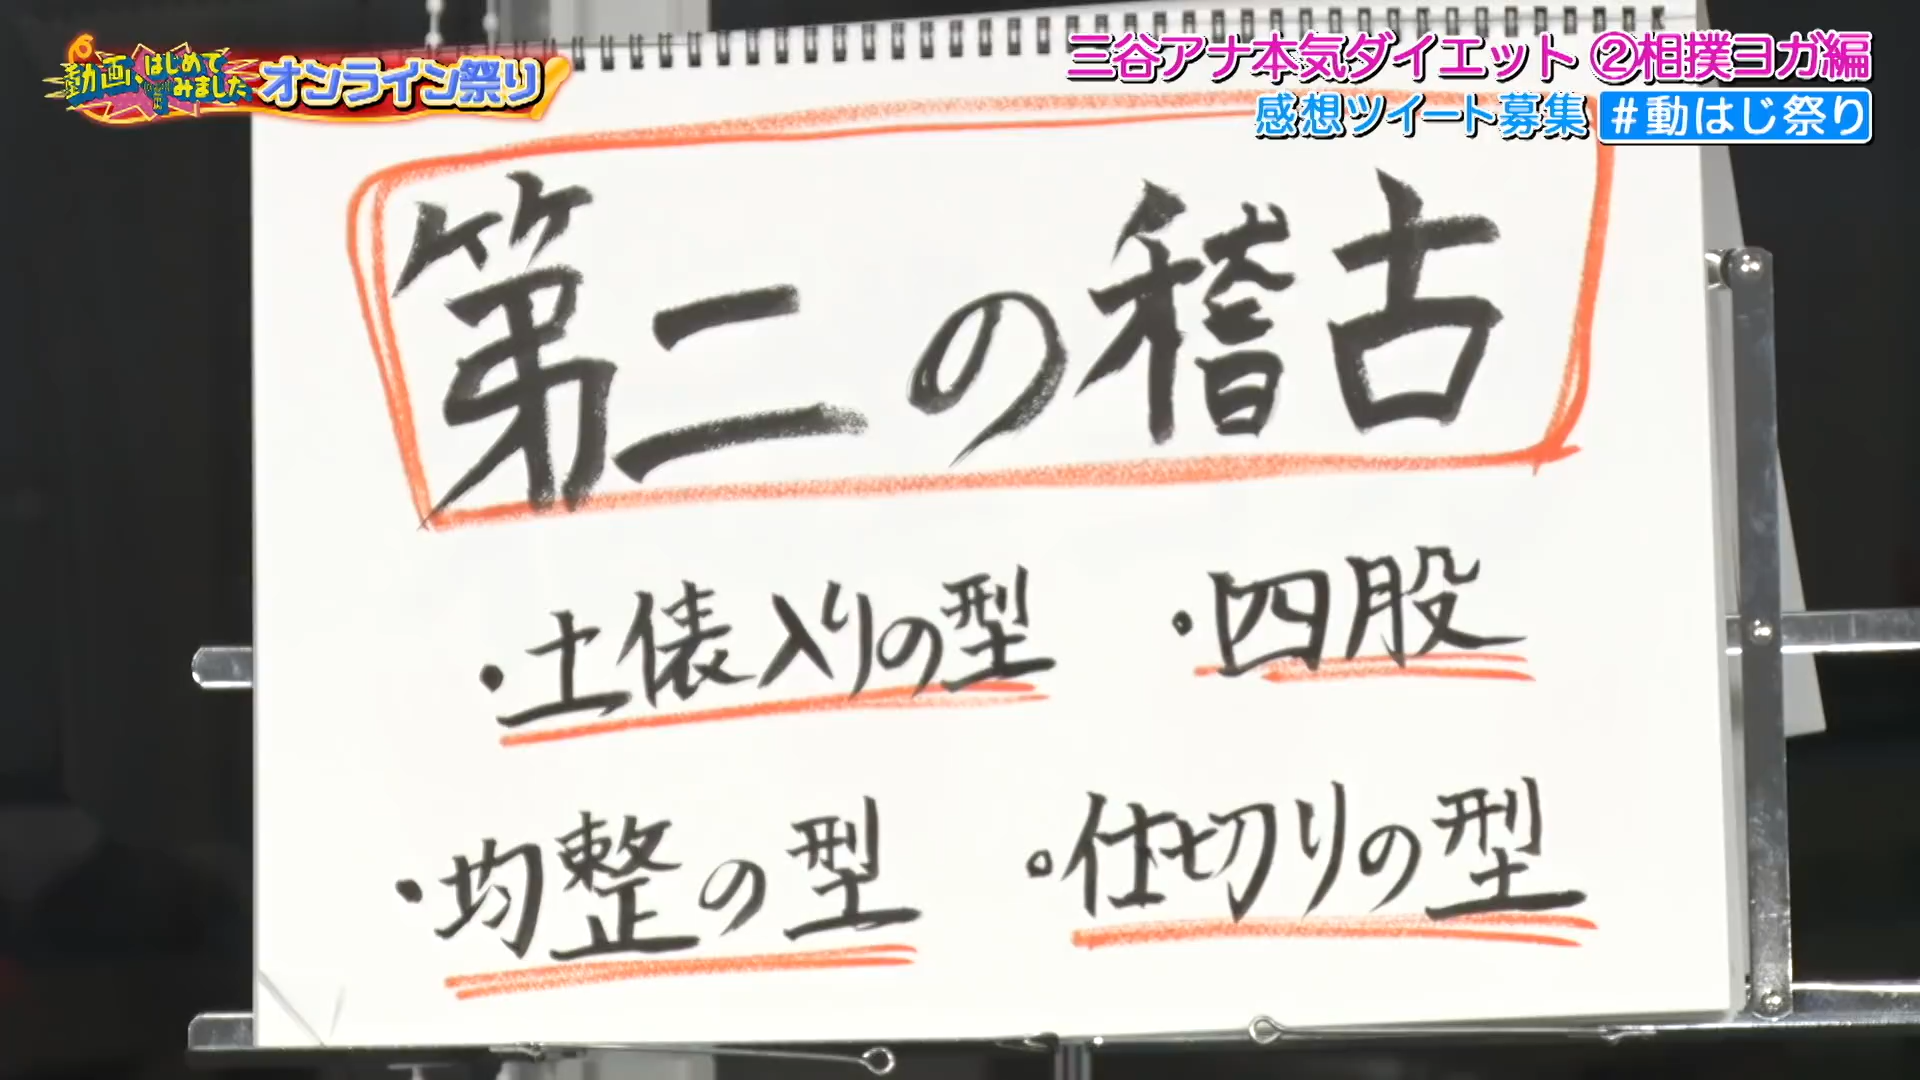 動画、はじめてみました
オンライン祭り
三谷アナ本気ダイエット ②相撲ヨガ編
感想ツイート募集 #動はじ祭り
第二の稽古
・土俵入りの型 ・四股
・均整の型 ・仕切りの型